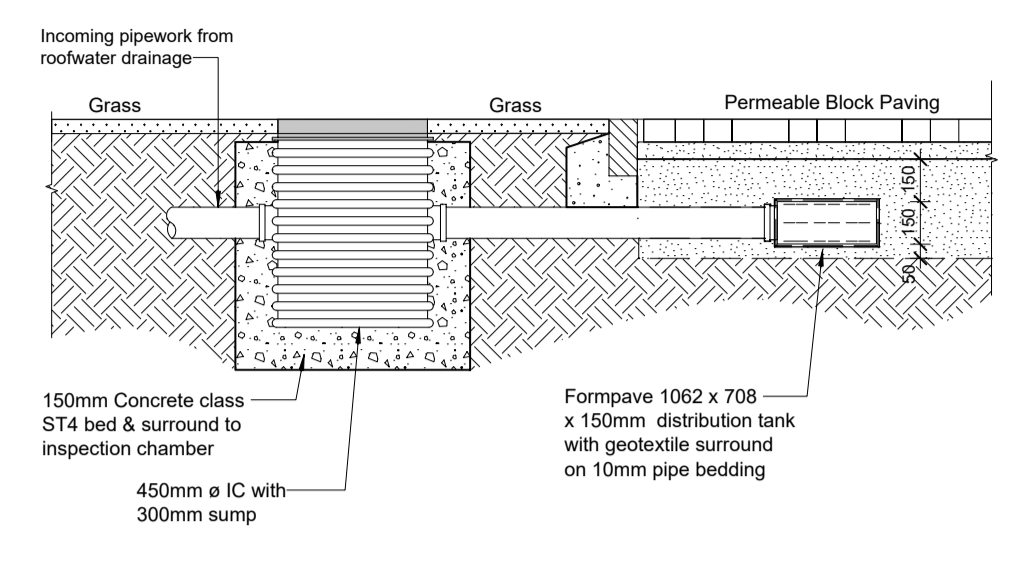 Incoming pipework from
roofwater drainage
Grass
Grass
Permeable Block Paving
150
150
50
150mm Concrete class
ST4 bed & surround to
inspection chamber
450mm ø IC with
300mm sump
Formpave 1062 x 708
x 150mm distribution tank
with geotextile surround
on 10mm pipe bedding